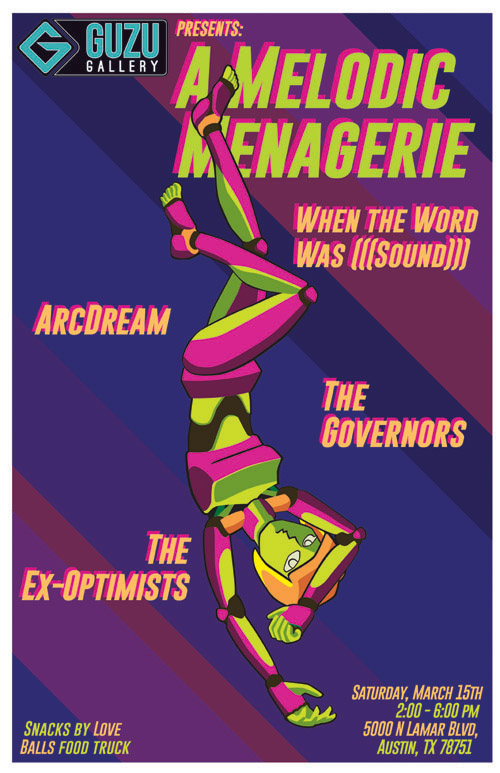 GUZU
GALLERY
PRESENTS:
A MELODIC
MENAGERIE
WHEN THE WORD
WAS (((SOUND)))
ARCDREAM
THE
GOVERNORS
THE
EX-OPTIMISTS
SATURDAY, MARCH 15TH
2:00 - 6:00 PM
5000 N LAMAR BLVD,
AUSTIN, TX 78751
SNACKS BY LOVE
BALLS FOOD TRUCK